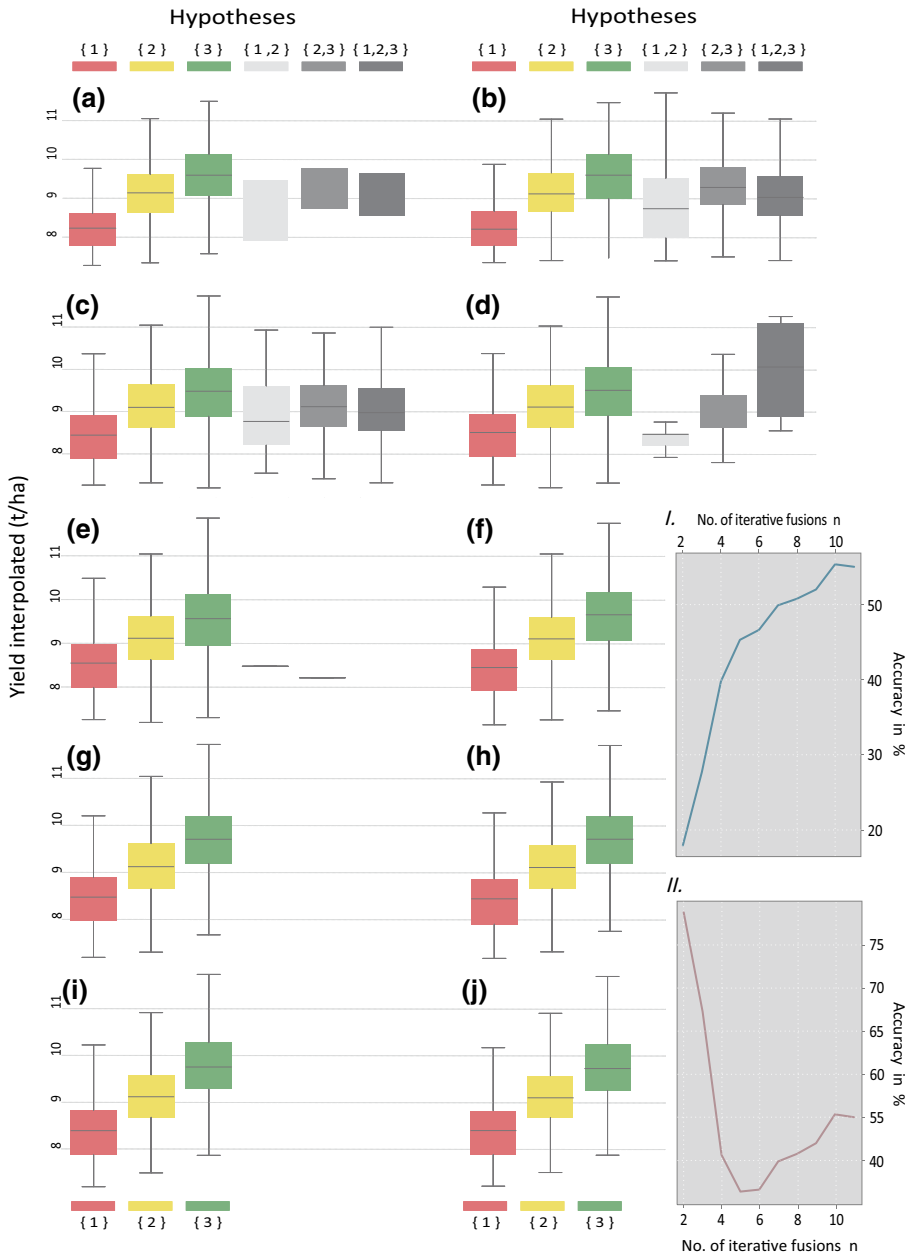 Hypotheses Hypotheses
{ 1 } { 2 } { 3 } { 1 ,2 } { 2,3 } {1,2,3 } { 1 } { 2 } { 3 } { 1 ,2 } { 2,3 } {1,2,3 }
(a) (b)
11
10
9
8
(c) (d)
11
10
9
8
Yield interpolated (t/ha)
(e) (f)
11
10
9
8
(g) (h)
11
10
9
8
(i) (j)
11
10
9
8
{ 1 } { 2 } { 3 } { 1 } { 2 } { 3 }
I. No. of iterative fusions n
2 4 6 8 10
50
40
30
20
Accuracy in %
II.
75
70
65
60
55
40
Accuracy in %
2 4 6 8 10
No. of iterative fusions n